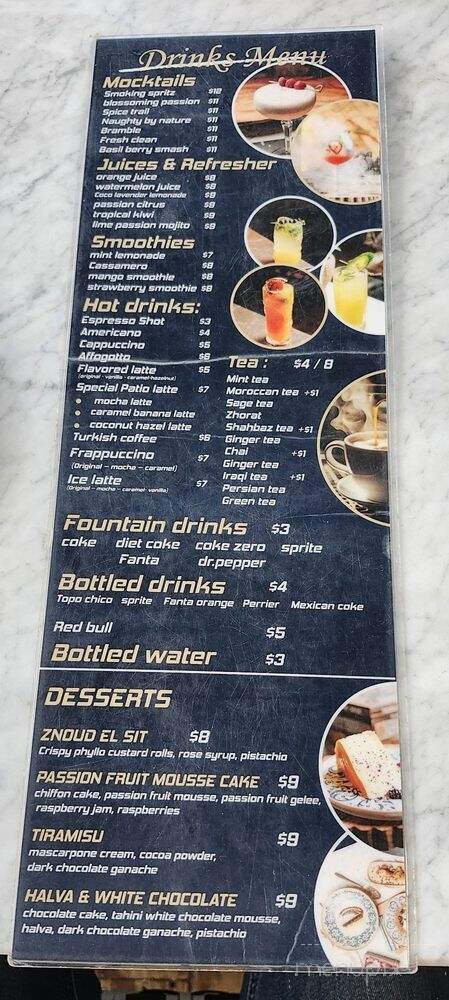 Drinks Menu
Mocktails
Smoking spritz $12
blossoming passion $11
Spice trail $11
Naughty by nature $11
Bramble $11
Fresh clean $11
Basil berry smash $11
Juices & Refresher
orange juice $8
watermelon juice $8
Coco lavender lemonade $9
passion citrus $9
tropical kiwi $9
lime passion mojito $9
Smoothies
mint lemonade $7
Cassamero $8
mango smoothie $8
strawberry smoothie $8
Hot drinks:
Espresso Shot $3
Americano $4
Cappuccino $5
Affogotto $6
Flavored latte $5
(original - vanilla - caramel-hazelnut)
Special Patio latte $7
• mocha latte
• caramel banana latte
• coconut hazel latte
Turkish coffee $6
Frappuccino $7
(Original - mocha - caramel)
Ice latte $7
(Original - mocha - caramel- vanilla)
Tea : $4 / 8
Mint tea
Moroccan tea +$1
Sage tea
Zhorat
Shahbaz tea +$1
Ginger tea
Chai +$1
Ginger tea
Iraqi tea +$1
Persian tea
Green tea
Fountain drinks $3
coke diet coke coke zero sprite
Fanta dr.pepper
Bottled drinks $4
Topo chico sprite Fanta orange Perrier Mexican coke
Red bull $5
Bottled water $3
DESSERTS
ZNOUD EL SIT $8
Crispy phyllo custard rolls, rose syrup, pistachio
PASSION FRUIT MOUSSE CAKE $9
chiffon cake, passion fruit mousse, passion fruit gelee,
raspberry jam, raspberries
TIRAMISU $9
mascarpone cream, cocoa powder,
dark chocolate ganache
HALVA & WHITE CHOCOLATE $9
chocolate cake, tahini white chocolate mousse,
halva, dark chocolate ganache, pistachio